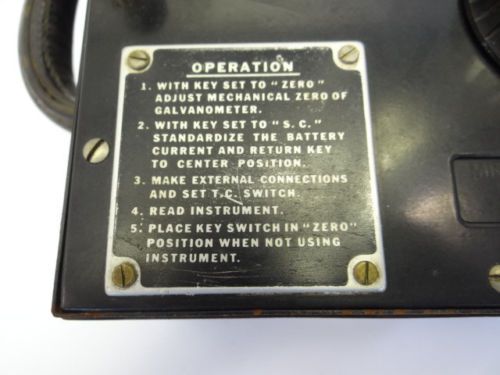 OPERATION
1. WITH KEY SET TO "ZERO"
ADJUST MECHANICAL ZERO OF
GALVANOMETER.
2. WITH KEY SET TO "S.C."
STANDARDIZE THE BATTERY
CURRENT AND RETURN KEY
TO CENTER POSITION.
3. MAKE EXTERNAL CONNECTIONS
AND SET T.C. SWITCH.
4. READ INSTRUMENT.
5. PLACE KEY SWITCH IN "ZERO"
POSITION WHEN NOT USING
INSTRUMENT.